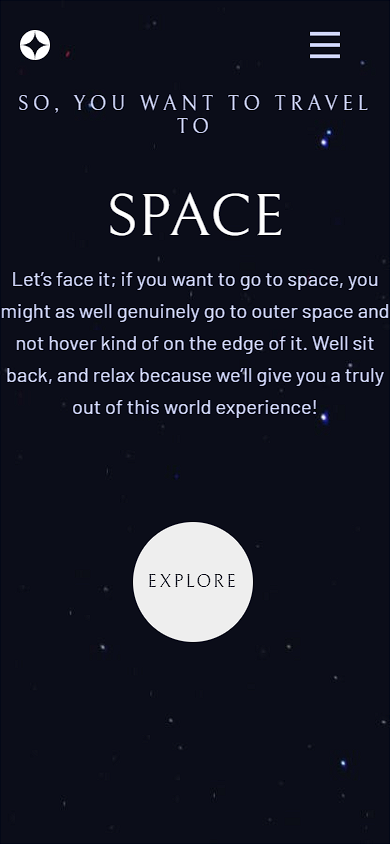 SO, YOU WANT TO TRAVEL
TO
SPACE
Let’s face it; if you want to go to space, you
might as well genuinely go to outer space and
not hover kind of on the edge of it. Well sit
back, and relax because we’ll give you a truly
out of this world experience!
EXPLORE